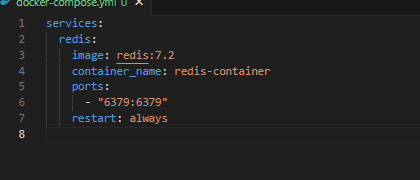 docker-compose.yml U
1 services:
2   redis:
3     image: redis:7.2
4     container_name: redis-container
5     ports:
6       - "6379:6379"
7     restart: always
8